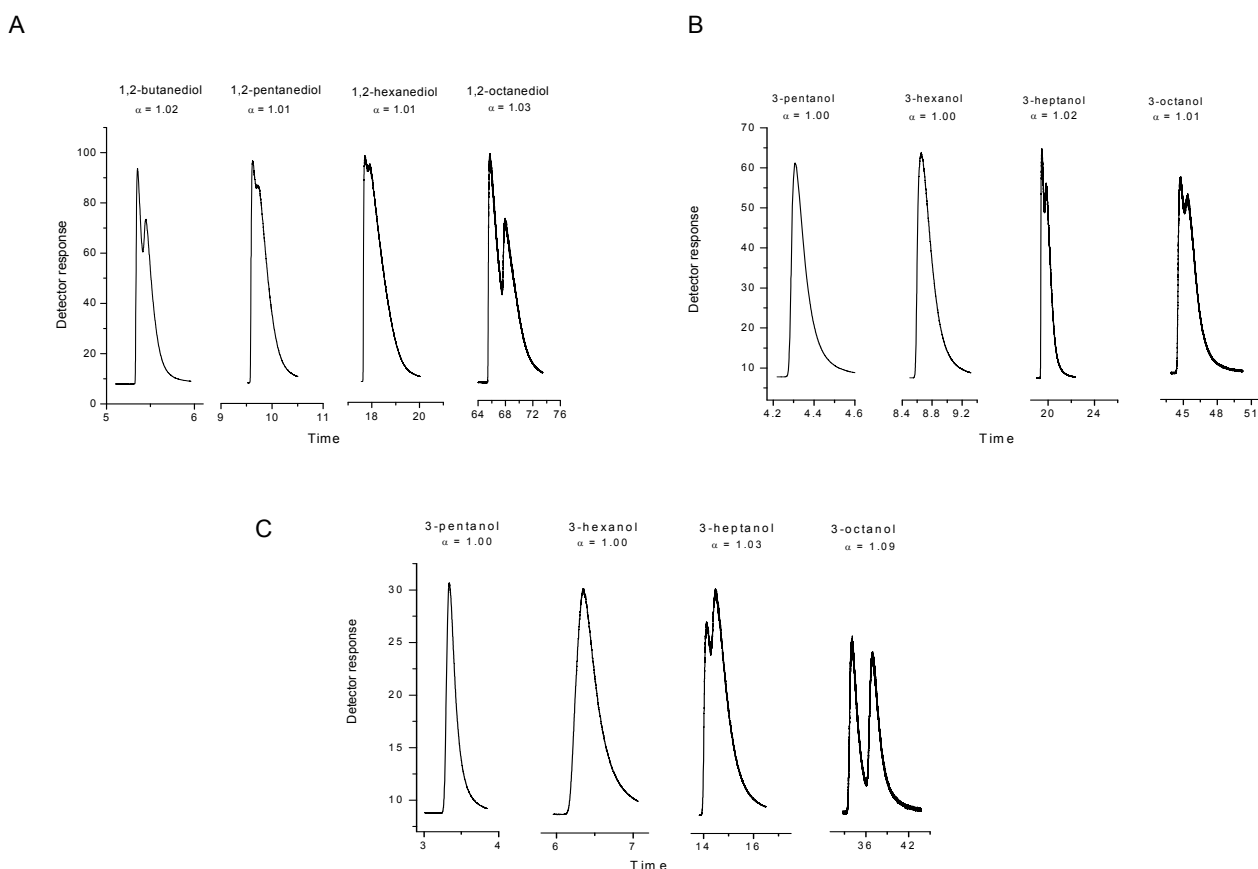 A
1,2-butanediol
α = 1.02
1,2-pentanediol
α = 1.01
1,2-hexanediol
α = 1.01
1,2-octanediol
α = 1.03
Detector response
100
80
60
40
20
0
5 6
9 10 11
18 20
64 68 72 76
Time
B
3-pentanol
α = 1.00
3-hexanol
α = 1.00
3-heptanol
α = 1.02
3-octanol
α = 1.01
Detector response
70
60
50
40
30
20
10
4.2 4.4 4.6
8.4 8.8 9.2
20 24
45 48 51
Time
C
3-pentanol
α = 1.00
3-hexanol
α = 1.00
3-heptanol
α = 1.03
3-octanol
α = 1.09
Detector response
30
25
20
15
10
3 4
6 7
14 16
36 42
Time